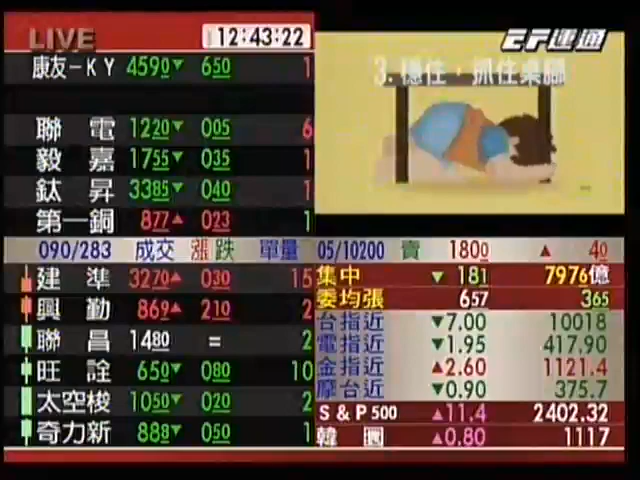 LIVE 12:43:22
康友-KY 4590▼ 650 1
聯電 1220▼ 005 6
毅嘉 1755▼ 035 1
鈦昇 3385▼ 040 1
第一銅 877▲ 023 1
090/283 成交 漲跌 單量
建準 3270▲ 030 15
興勤 869▲ 210 2
聯昌 1480 = 2
旺詮 650▼ 080 10
太空梭 1050▼ 020 2
奇力新 888▼ 050 1
EF運通
3. 穩住，抓住桌腳
05/10200 賣 1800 ▲ 40
集中 ▼ 181 7976億
委均張 657 365
台指近 ▼7.00 10018
電指近 ▼1.95 417.90
金指近 ▲2.60 1121.4
摩台近 ▼0.90 375.7
S&P500 ▲11.4 2402.32
韓圜 ▲0.80 1117